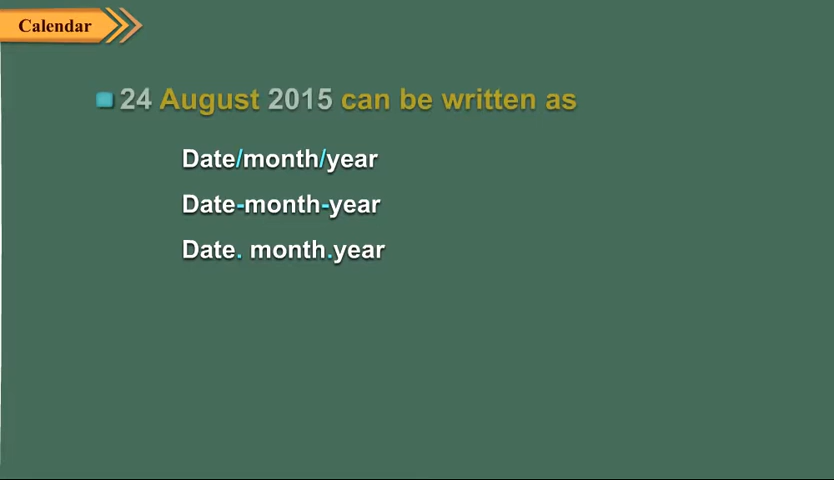 Calendar
24 August 2015 can be written as
Date/month/year
Date-month-year
Date. month.year